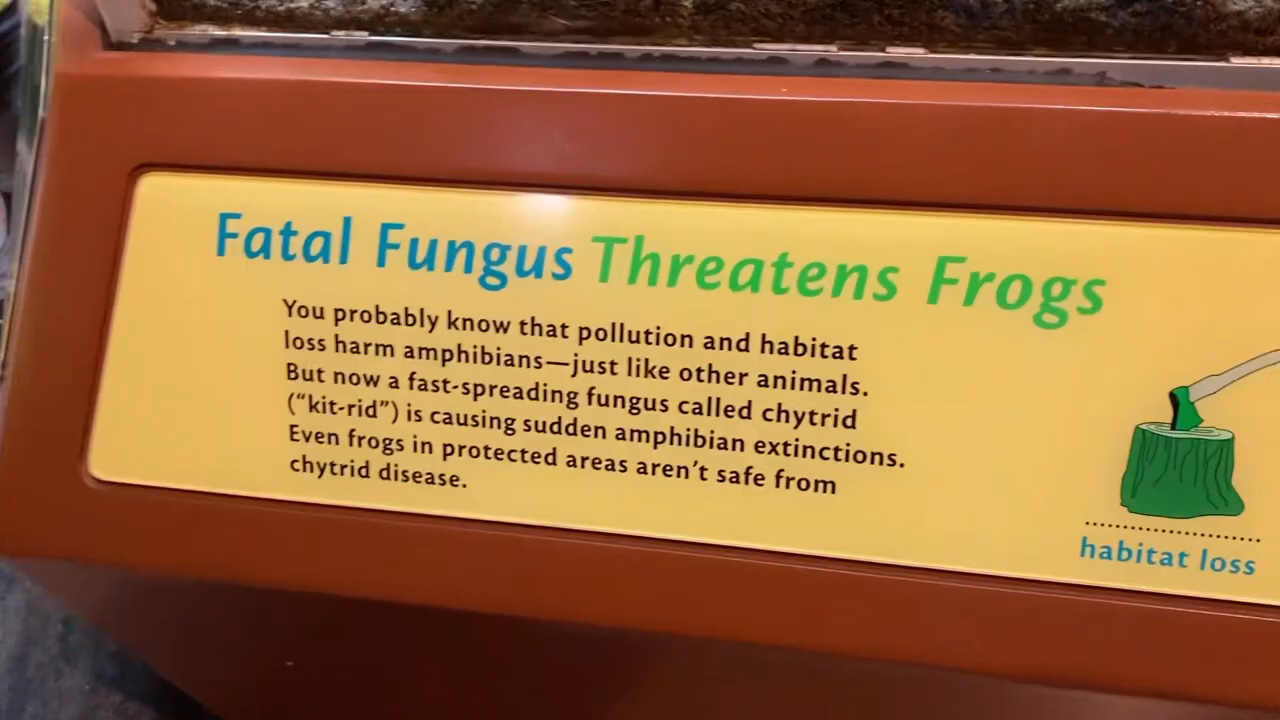 Fatal Fungus Threatens Frogs
You probably know that pollution and habitat
loss harm amphibians—just like other animals.
But now a fast-spreading fungus called chytrid
(“kit-rid”) is causing sudden amphibian extinctions.
Even frogs in protected areas aren’t safe from
chytrid disease.
habitat loss